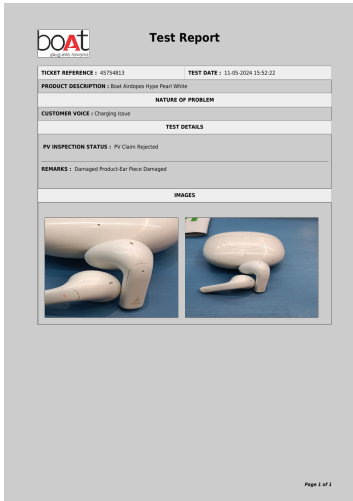 boAt
plug into nirvana
Test Report
TICKET REFERENCE : 45754813
TEST DATE : 11-05-2024 15:52:22
PRODUCT DESCRIPTION : Boat Airdopes Hype Pearl White
NATURE OF PROBLEM
CUSTOMER VOICE : Charging Issue
TEST DETAILS
PV INSPECTION STATUS : PV Claim Rejected
REMARKS : Damaged Product-Ear Piece Damaged
IMAGES
Page 1 of 1